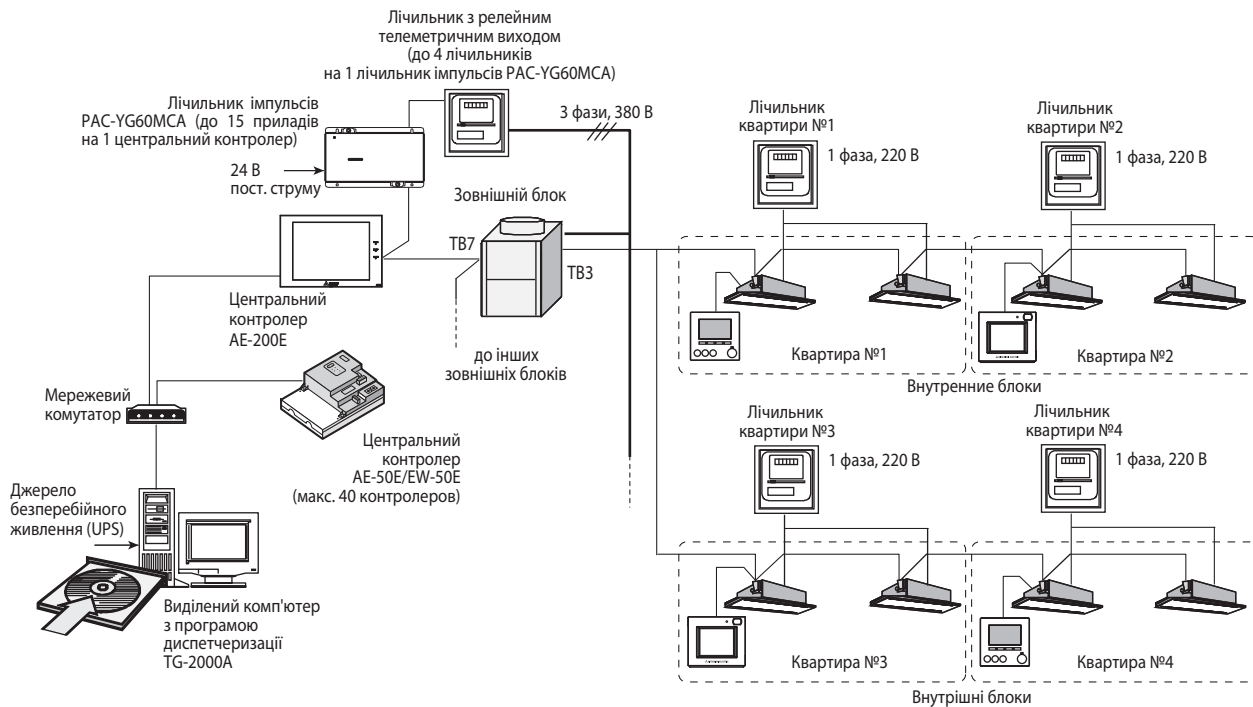 Лічильник з релейним
телеметричним виходом
(до 4 лічильників
на 1 лічильник імпульсів PAC-YG60MCA)
Лічильник імпульсів
PAC-YG60MCA (до 15 приладів
на 1 центральний контролер)
24 В
пост. струму
3 фази, 380 В
Зовнішній блок
TB7
TB3
Центральний
контролер
AE-200E
до інших
зовнішніх блоків
Мережевий
комутатор
Центральний
контролер
AE-50E/EW-50E
(макс. 40 контролеров)
Джерело
безперебійного
живлення (UPS)
Виділений комп'ютер
з програмою
диспетчеризації
TG-2000A
Лічильник
квартири №1
1 фаза, 220 В
Лічильник
квартири №2
1 фаза, 220 В
Квартира №1
Квартира №2
Внутренние блоки
Лічильник
квартири №3
1 фаза, 220 В
Лічильник
квартири №4
1 фаза, 220 В
Квартира №3
Квартира №4
Внутрішні блоки